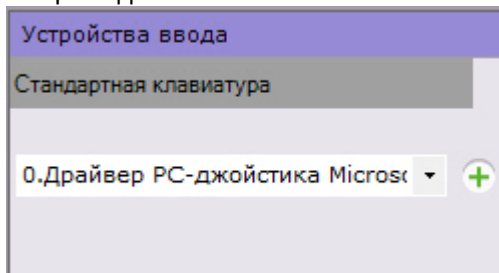 Устройства ввода
Стандартная клавиатура
0.Драйвер PC-джойстика Microsc